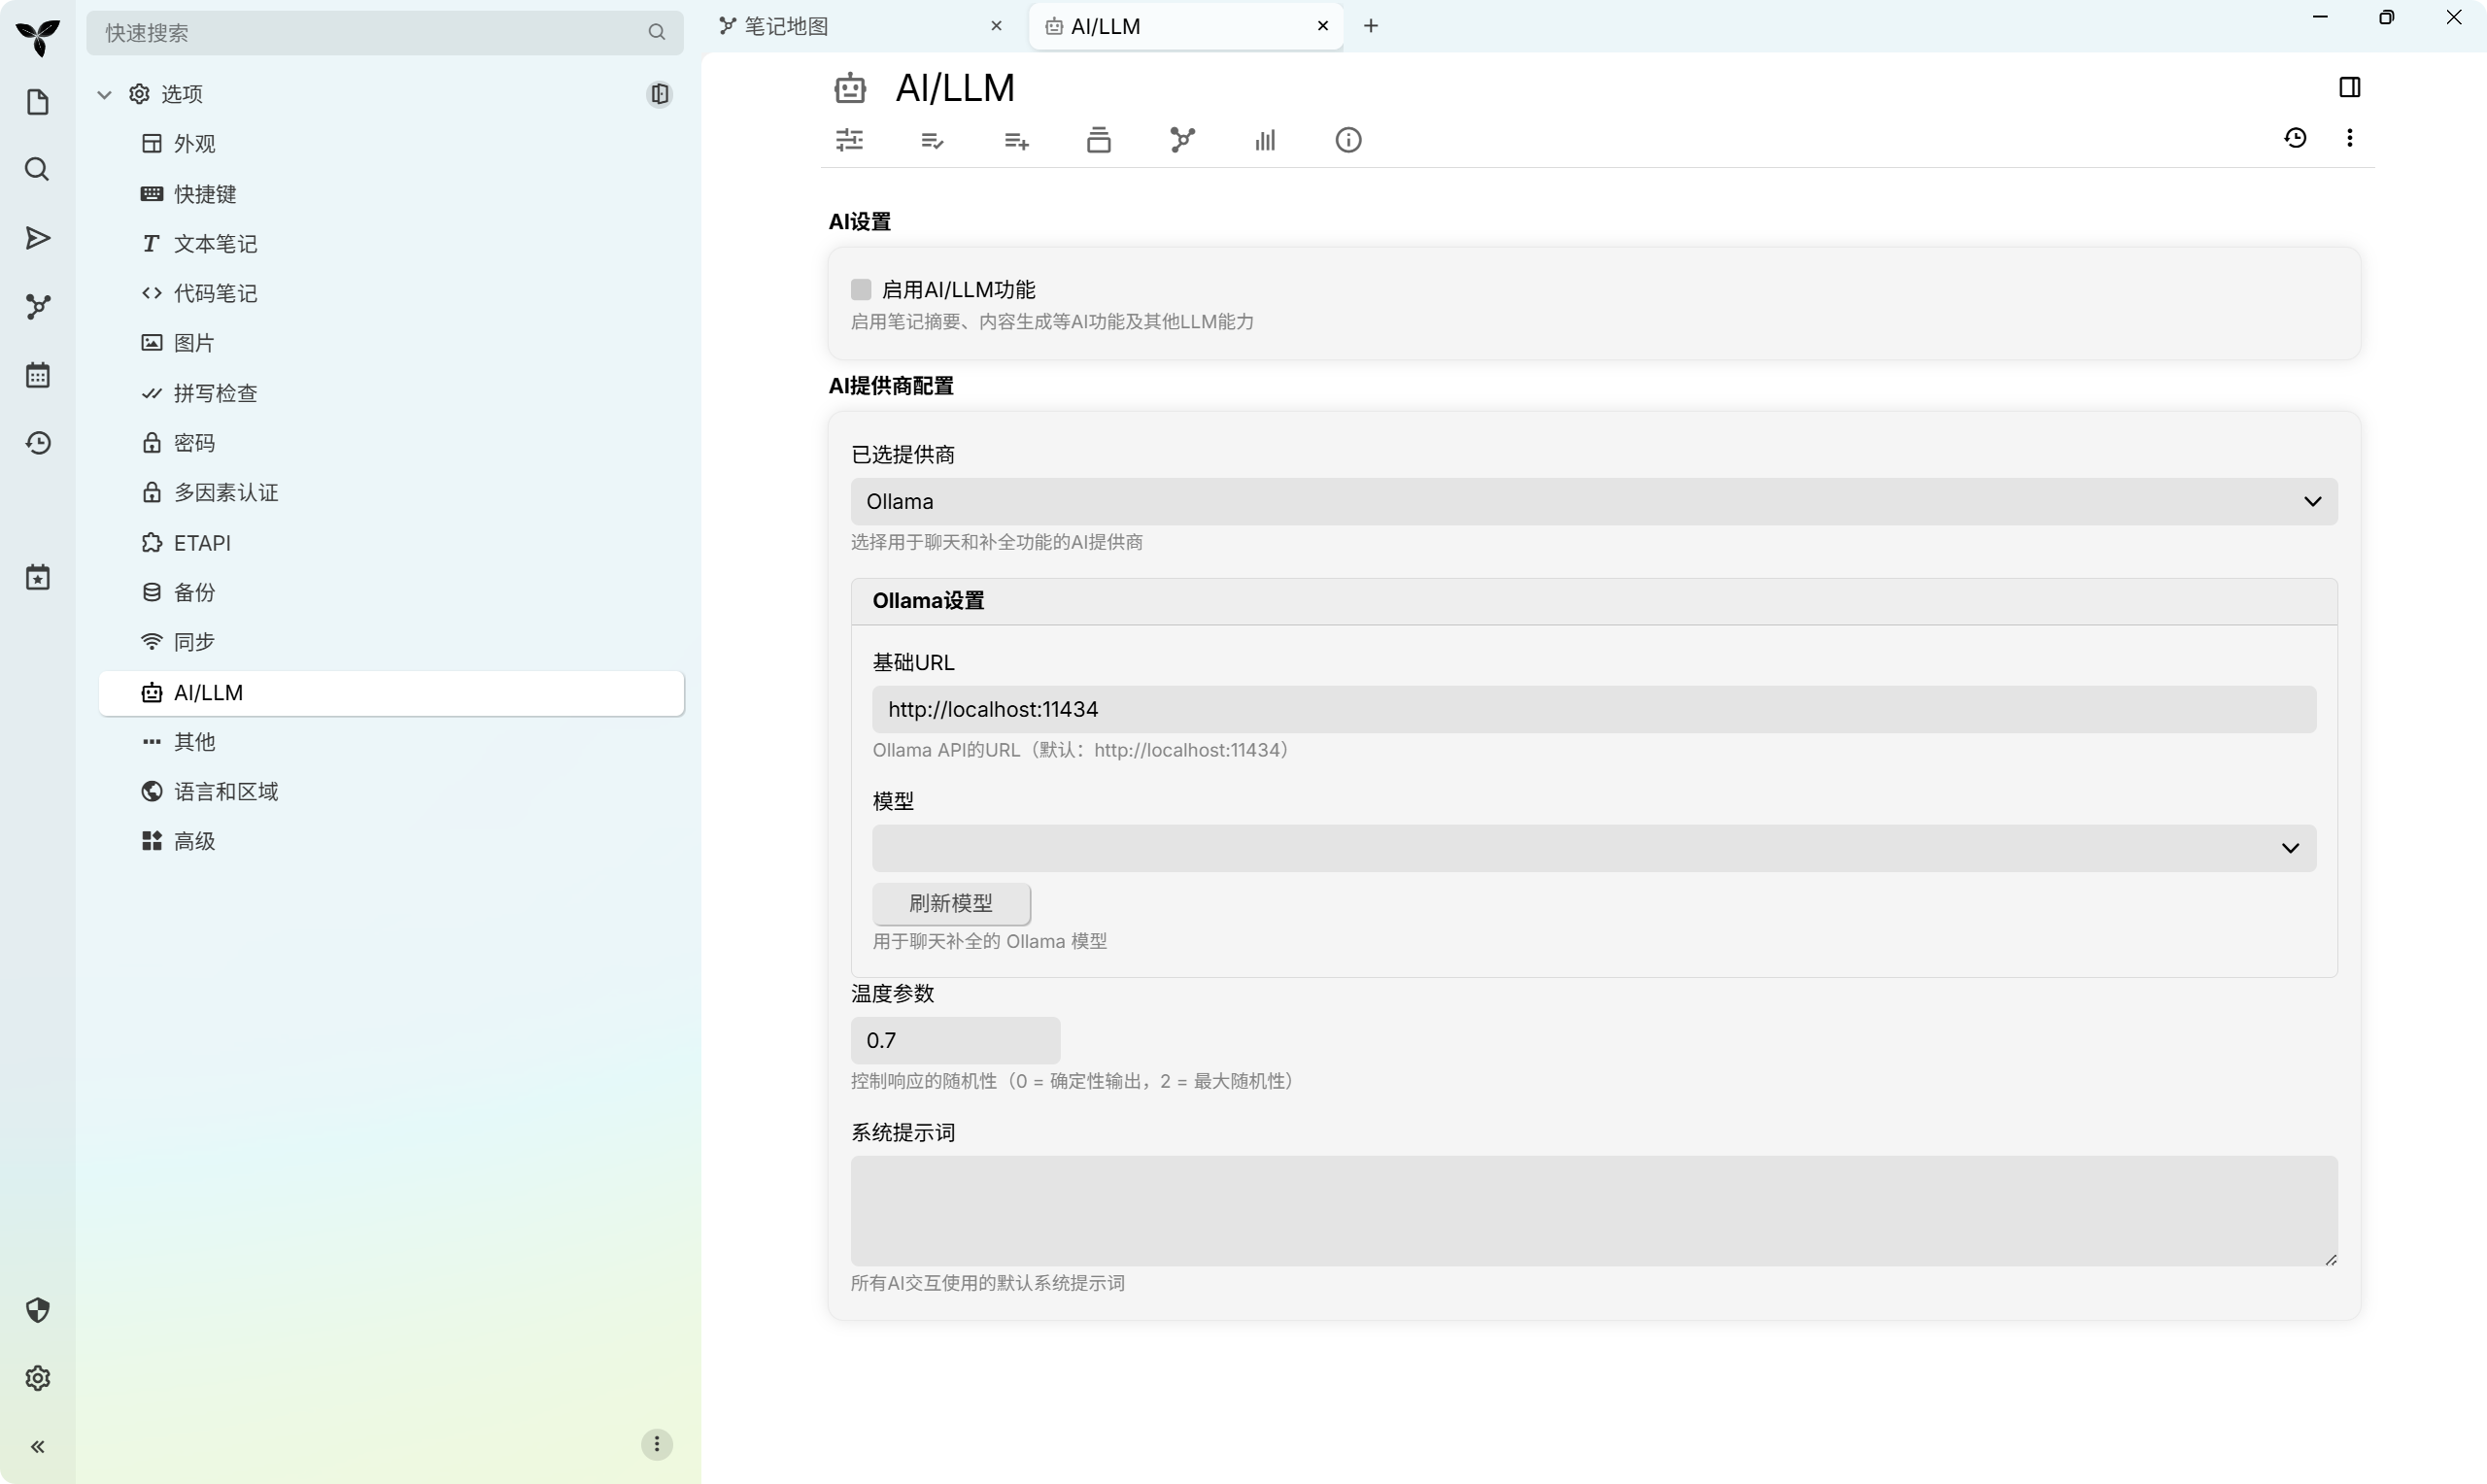 快速搜索
选项
外观
快捷键
文本笔记
代码笔记
图片
拼写检查
密码
多因素认证
ETAPI
备份
同步
AI/LLM
其他
语言和区域
高级
笔记地图
AI/LLM
AI/LLM
AI设置
启用AI/LLM功能
启用笔记摘要、内容生成等AI功能及其他LLM能力
AI提供商配置
已选提供商
Ollama
选择用于聊天和补全功能的AI提供商
Ollama设置
基础URL
http://localhost:11434
Ollama API的URL（默认：http://localhost:11434）
模型
刷新模型
用于聊天补全的 Ollama 模型
温度参数
0.7
控制响应的随机性（0 = 确定性输出，2 = 最大随机性）
系统提示词
所有AI交互使用的默认系统提示词